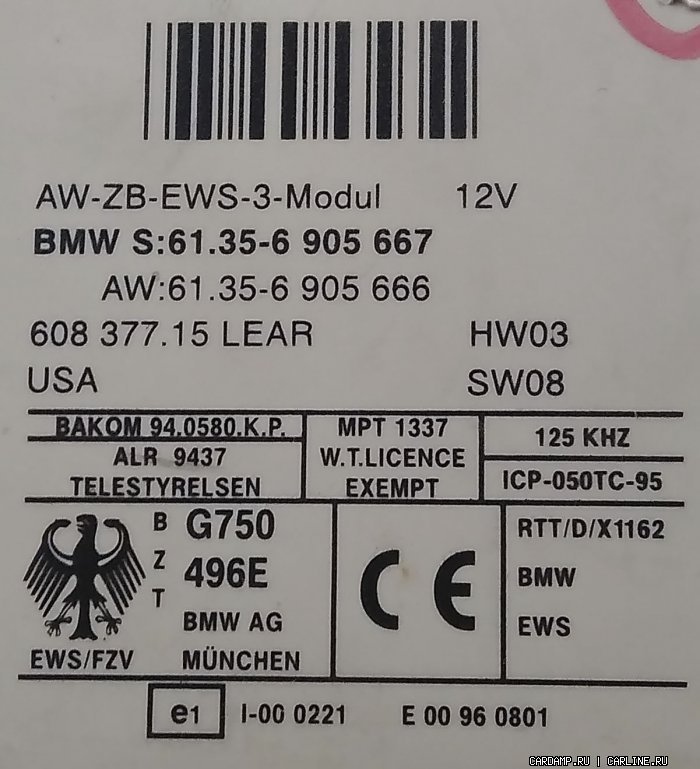 AW-ZB-EWS-3-Modul 12V
BMW S:61.35-6 905 667
AW:61.35-6 905 666
608 377.15 LEAR HW03
USA SW08
BAKOM 94.0580.K.P.
ALR 9437
TELESTYRELSEN
MPT 1337
W.T.LICENCE
EXEMPT
125 KHZ
ICP-050TC-95
B
Z
T
G750
496E
BMW AG
EWS/FZV MÜNCHEN
CE
RTT/D/X1162
BMW
EWS
e1 I-00 0221 E 00 96 0801
CARDAMP.RU | CARLINE.RU